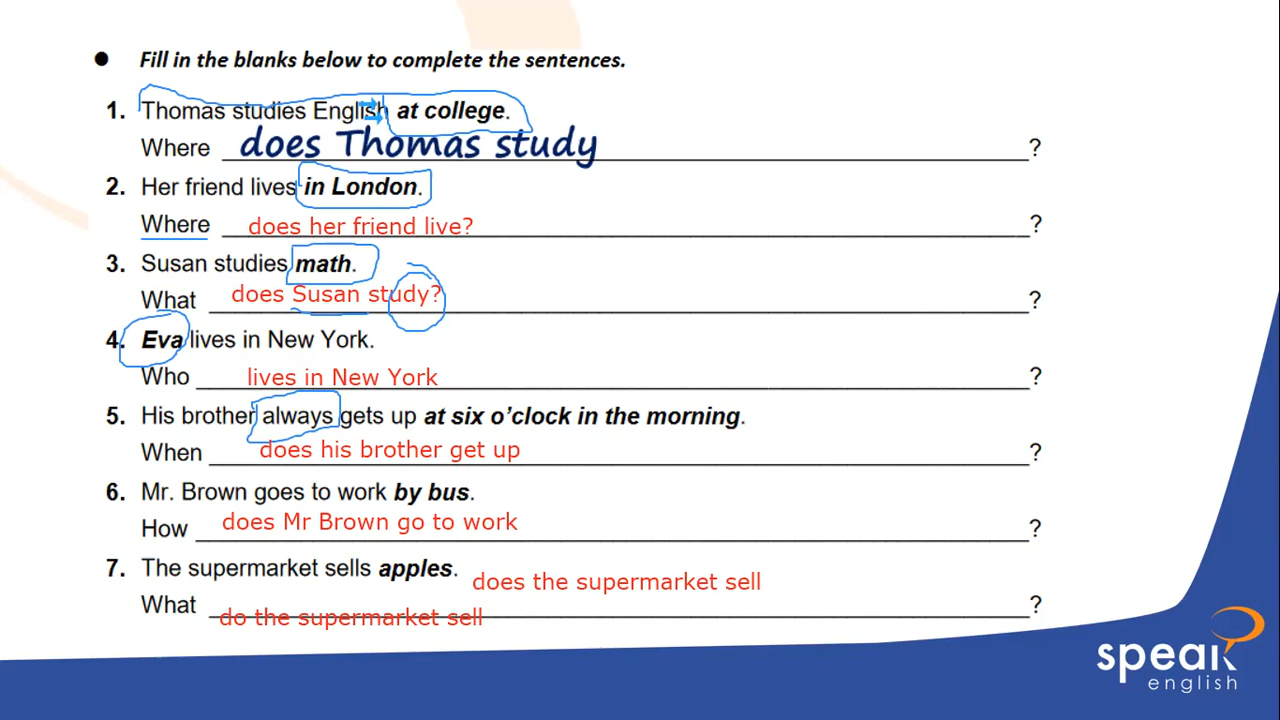 ● Fill in the blanks below to complete the sentences.
1. Thomas studies English at college.
Where does Thomas study ?
2. Her friend lives in London.
Where does her friend live? ?
3. Susan studies math.
What does Susan study? ?
4. Eva lives in New York.
Who lives in New York ?
5. His brother always gets up at six o'clock in the morning.
When does his brother get up ?
6. Mr. Brown goes to work by bus.
How does Mr Brown go to work ?
7. The supermarket sells apples.
does the supermarket sell
What do the supermarket sell ?
speak
english